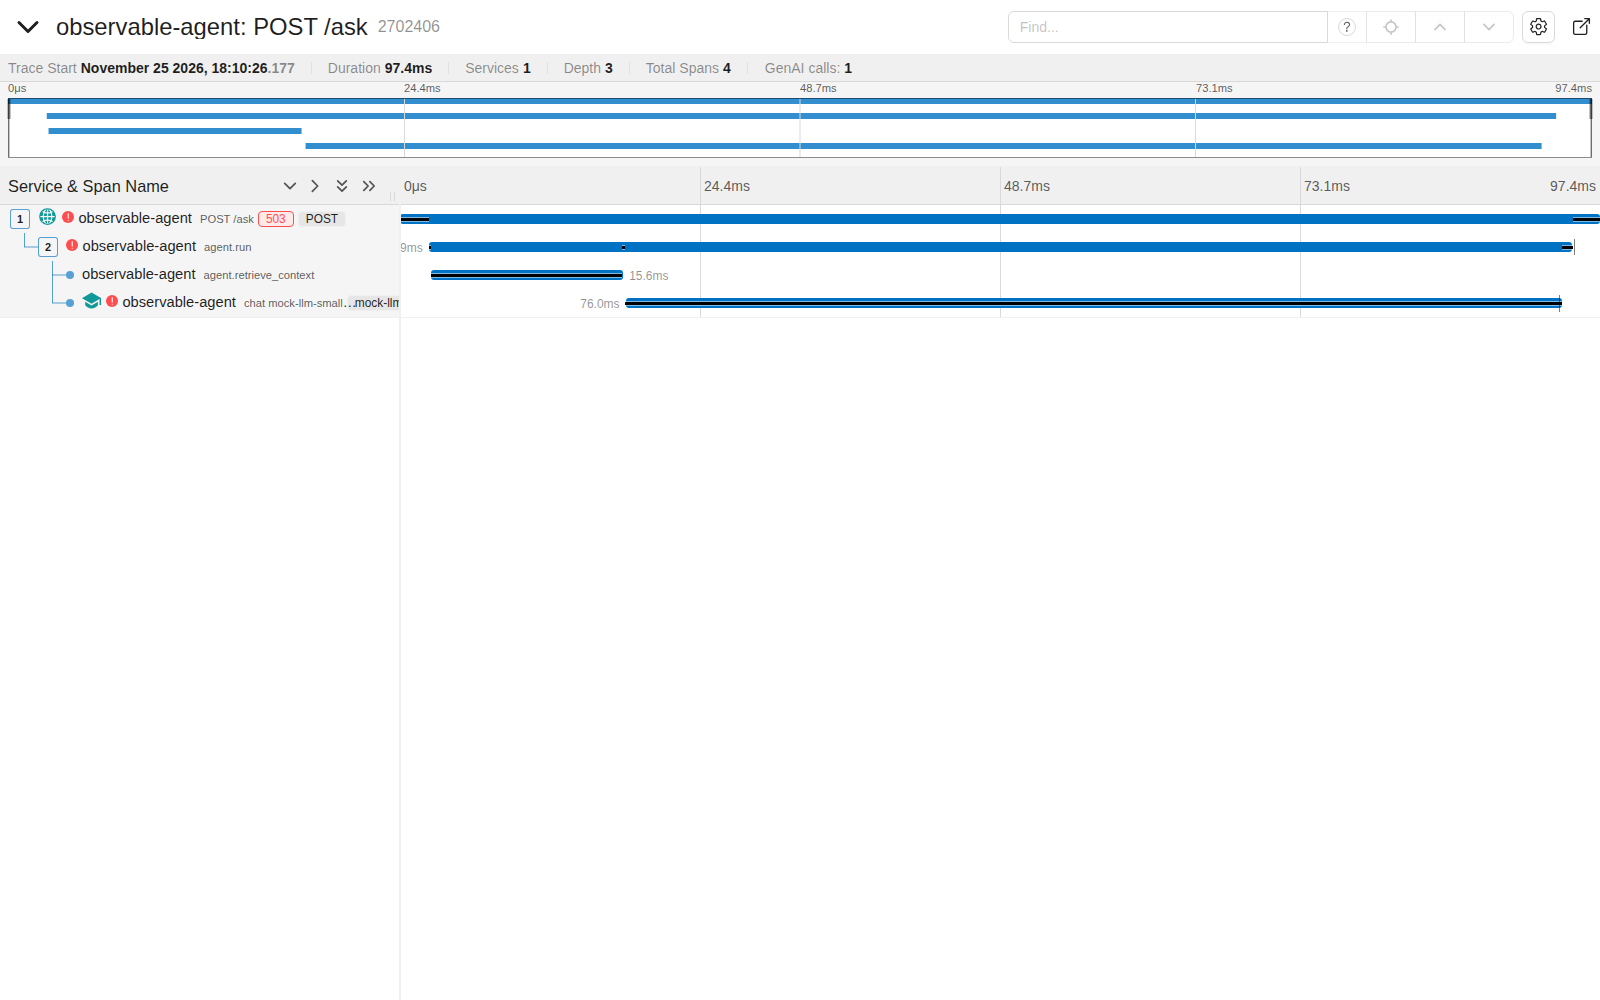 observable-agent: POST /ask 2702406
Find...
?
Trace Start November 25 2026, 18:10:26.177 Duration 97.4ms Services 1 Depth 3 Total Spans 4 GenAI calls: 1
0μs 24.4ms 48.7ms 73.1ms 97.4ms
Service & Span Name 0μs 24.4ms 48.7ms 73.1ms 97.4ms
1 observable-agent POST /ask 503 POST
2 observable-agent agent.run 9ms
observable-agent agent.retrieve_context 15.6ms
observable-agent chat mock-llm-small... mock-llm 76.0ms